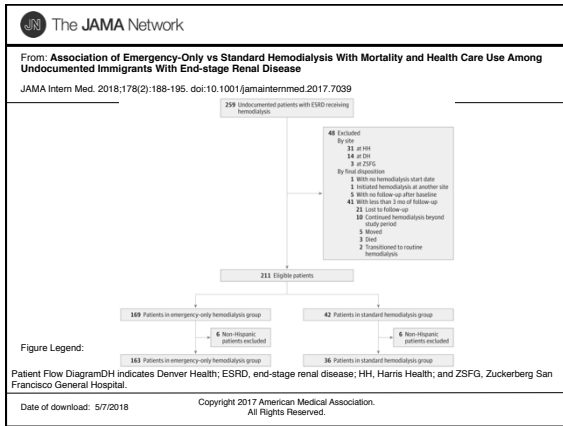 JN The JAMA Network
From: Association of Emergency-Only vs Standard Hemodialysis With Mortality and Health Care Use Among
Undocumented Immigrants With End-stage Renal Disease
JAMA Intern Med. 2018;178(2):188-195. doi:10.1001/jamainternmed.2017.7039
259 Undocumented patients with ESRD receiving
hemodialysis
48 Excluded
By site
31 at HH
14 at DH
3 at ZSFG
By final disposition
1 With no hemodialysis start date
1 Initiated hemodialysis at another site
5 With no follow-up after baseline
41 With less than 3 mo of follow-up
21 Lost to follow-up
10 Continued hemodialysis beyond
study period
5 Moved
3 Died
2 Transitioned to routine
hemodialysis
211 Eligible patients
169 Patients in emergency-only hemodialysis group
42 Patients in standard hemodialysis group
6 Non-Hispanic
patients excluded
6 Non-Hispanic
patients excluded
163 Patients in emergency-only hemodialysis group
36 Patients in standard hemodialysis group
Figure Legend:
Patient Flow DiagramDH indicates Denver Health; ESRD, end-stage renal disease; HH, Harris Health; and ZSFG, Zuckerberg San
Francisco General Hospital.
Date of download: 5/7/2018
Copyright 2017 American Medical Association.
All Rights Reserved.